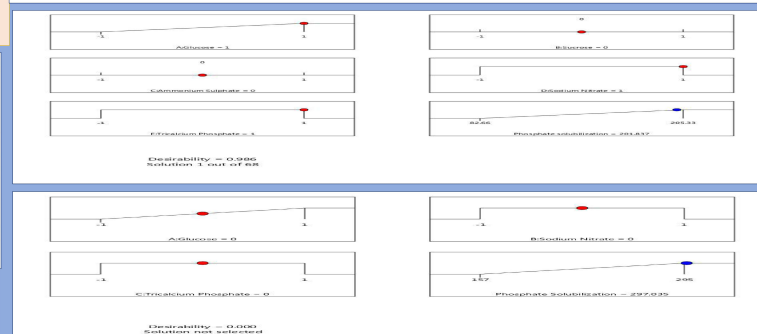 -1
1
A:Glucose = 1
0
-1
1
B:Sucrose = 0
0
-1
1
C:Ammonium Sulphate = 0
-1
1
D:Sodium Nitrate = 1
-1
1
E:Tricalcium Phosphate = 1
82.66
205.33
Phosphate solubilization = 203.837
Desirability = 0.986
Solution 1 out of 68
-1
1
A:Glucose = 0
-1
1
B:Sodium Nitrate = 0
-1
1
C:Tricalcium Phosphate = 0
157
295
Phosphate Solubilization = 297.035
Desirability = 0.000
Solution not selected